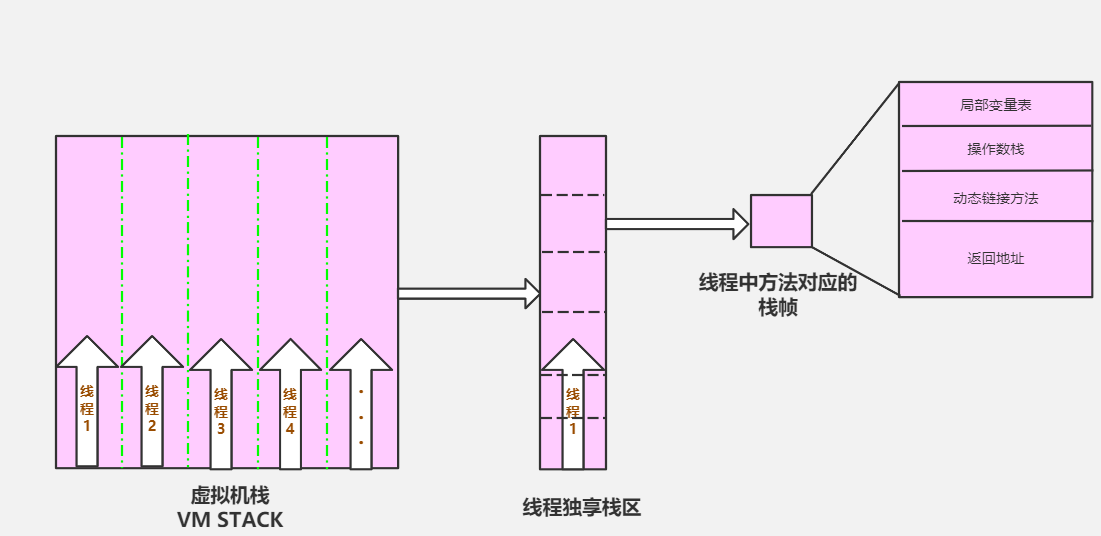 局部变量表
操作数栈
动态链接方法
返回地址
线程中方法对应的
栈帧
线
程
1
线
程
2
线
程
3
线
程
4
.
.
.
线
程
1
虚拟机栈
VM STACK
线程独享栈区